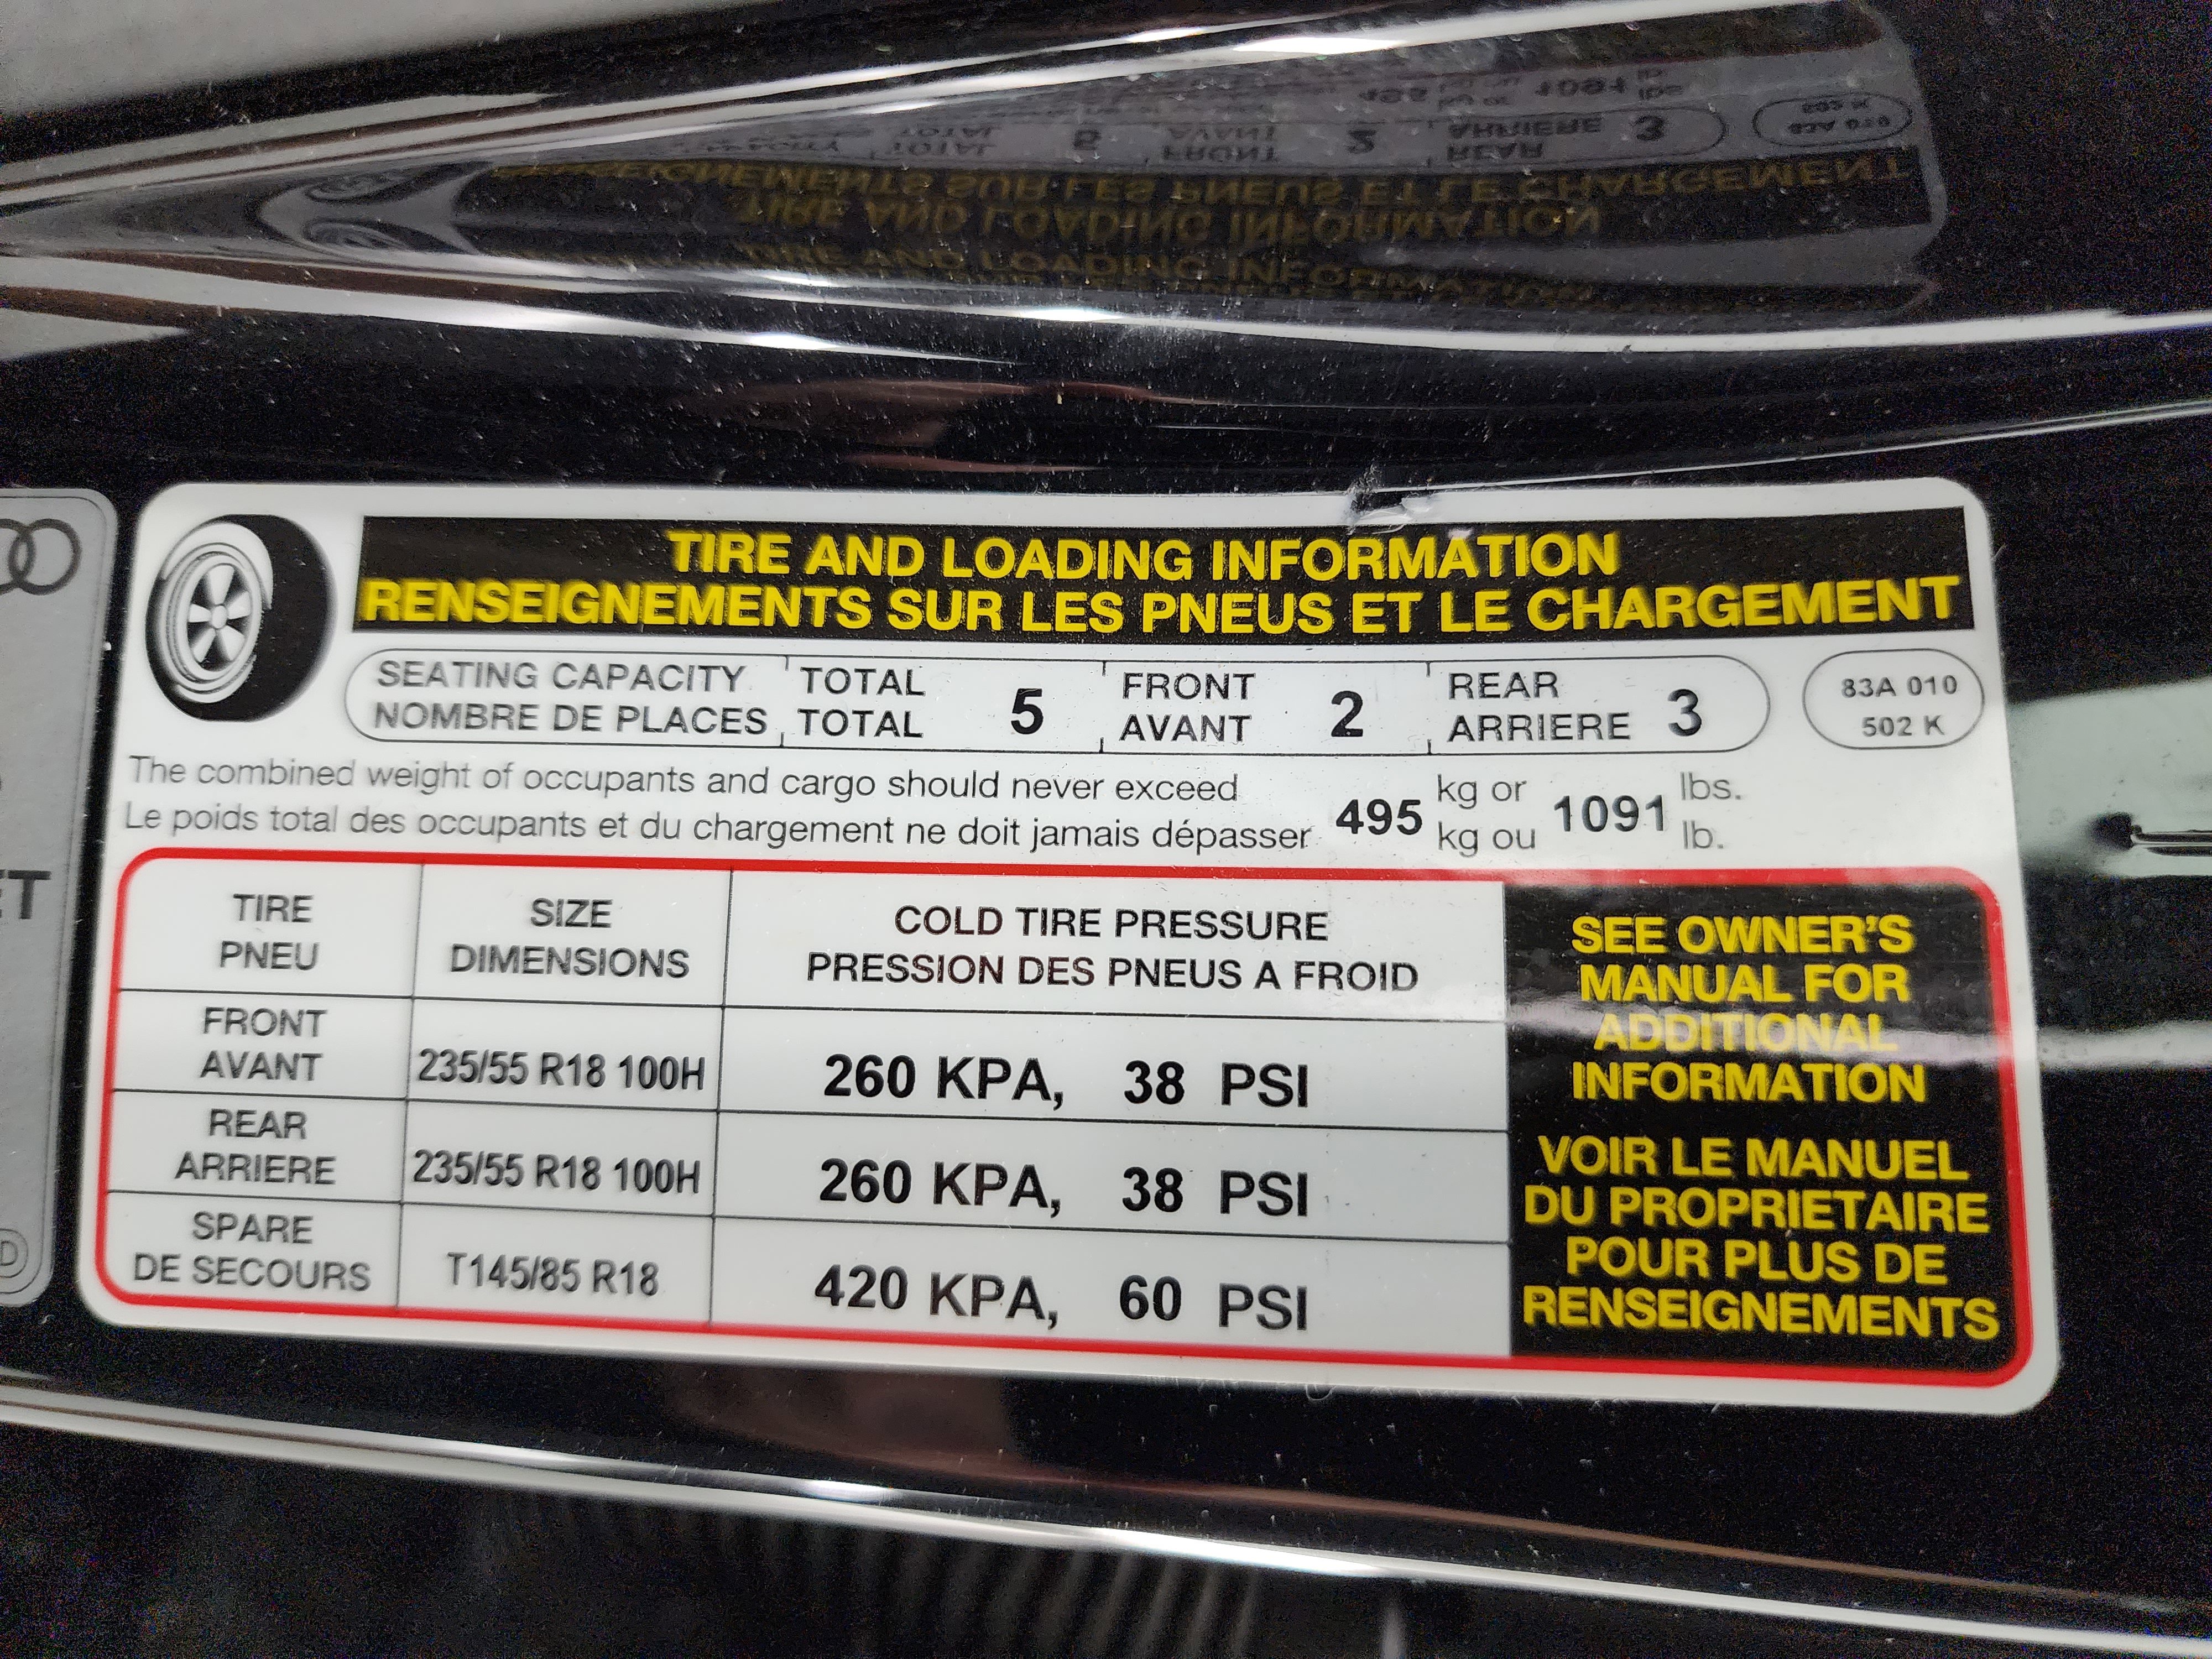 TIRE AND LOADING INFORMATION
RENSEIGNEMENTS SUR LES PNEUS ET LE CHARGEMENT
SEATING CAPACITY TOTAL 5 FRONT 2 REAR 3
NOMBRE DE PLACES TOTAL AVANT ARRIERE
83A 010
502 K
The combined weight of occupants and cargo should never exceed 495 kg or 1091 lbs.
Le poids total des occupants et du chargement ne doit jamais dépasser kg ou lb.
TIRE SIZE COLD TIRE PRESSURE
PNEU DIMENSIONS PRESSION DES PNEUS A FROID
FRONT
AVANT 235/55 R18 100H 260 KPA, 38 PSI
REAR
ARRIERE 235/55 R18 100H 260 KPA, 38 PSI
SPARE
DE SECOURS T145/85 R18 420 KPA, 60 PSI
SEE OWNER'S
MANUAL FOR
ADDITIONAL
INFORMATION
VOIR LE MANUEL
DU PROPRIETAIRE
POUR PLUS DE
RENSEIGNEMENTS